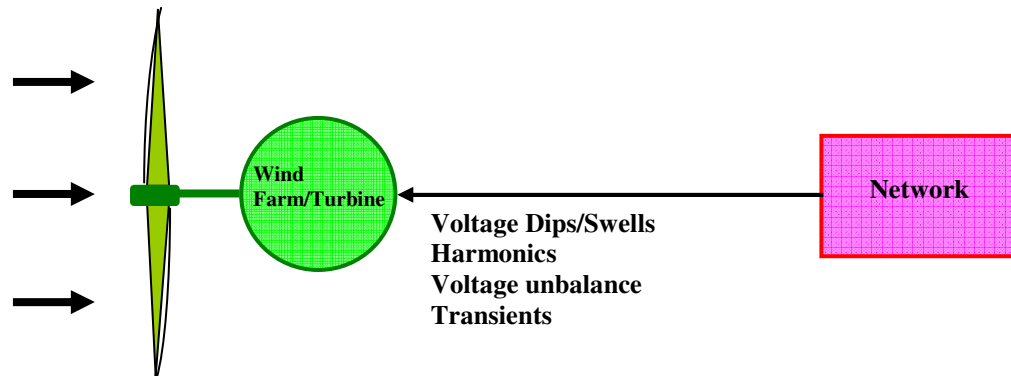 Wind
Farm/Turbine
Network
Voltage Dips/Swells
Harmonics
Voltage unbalance
Transients